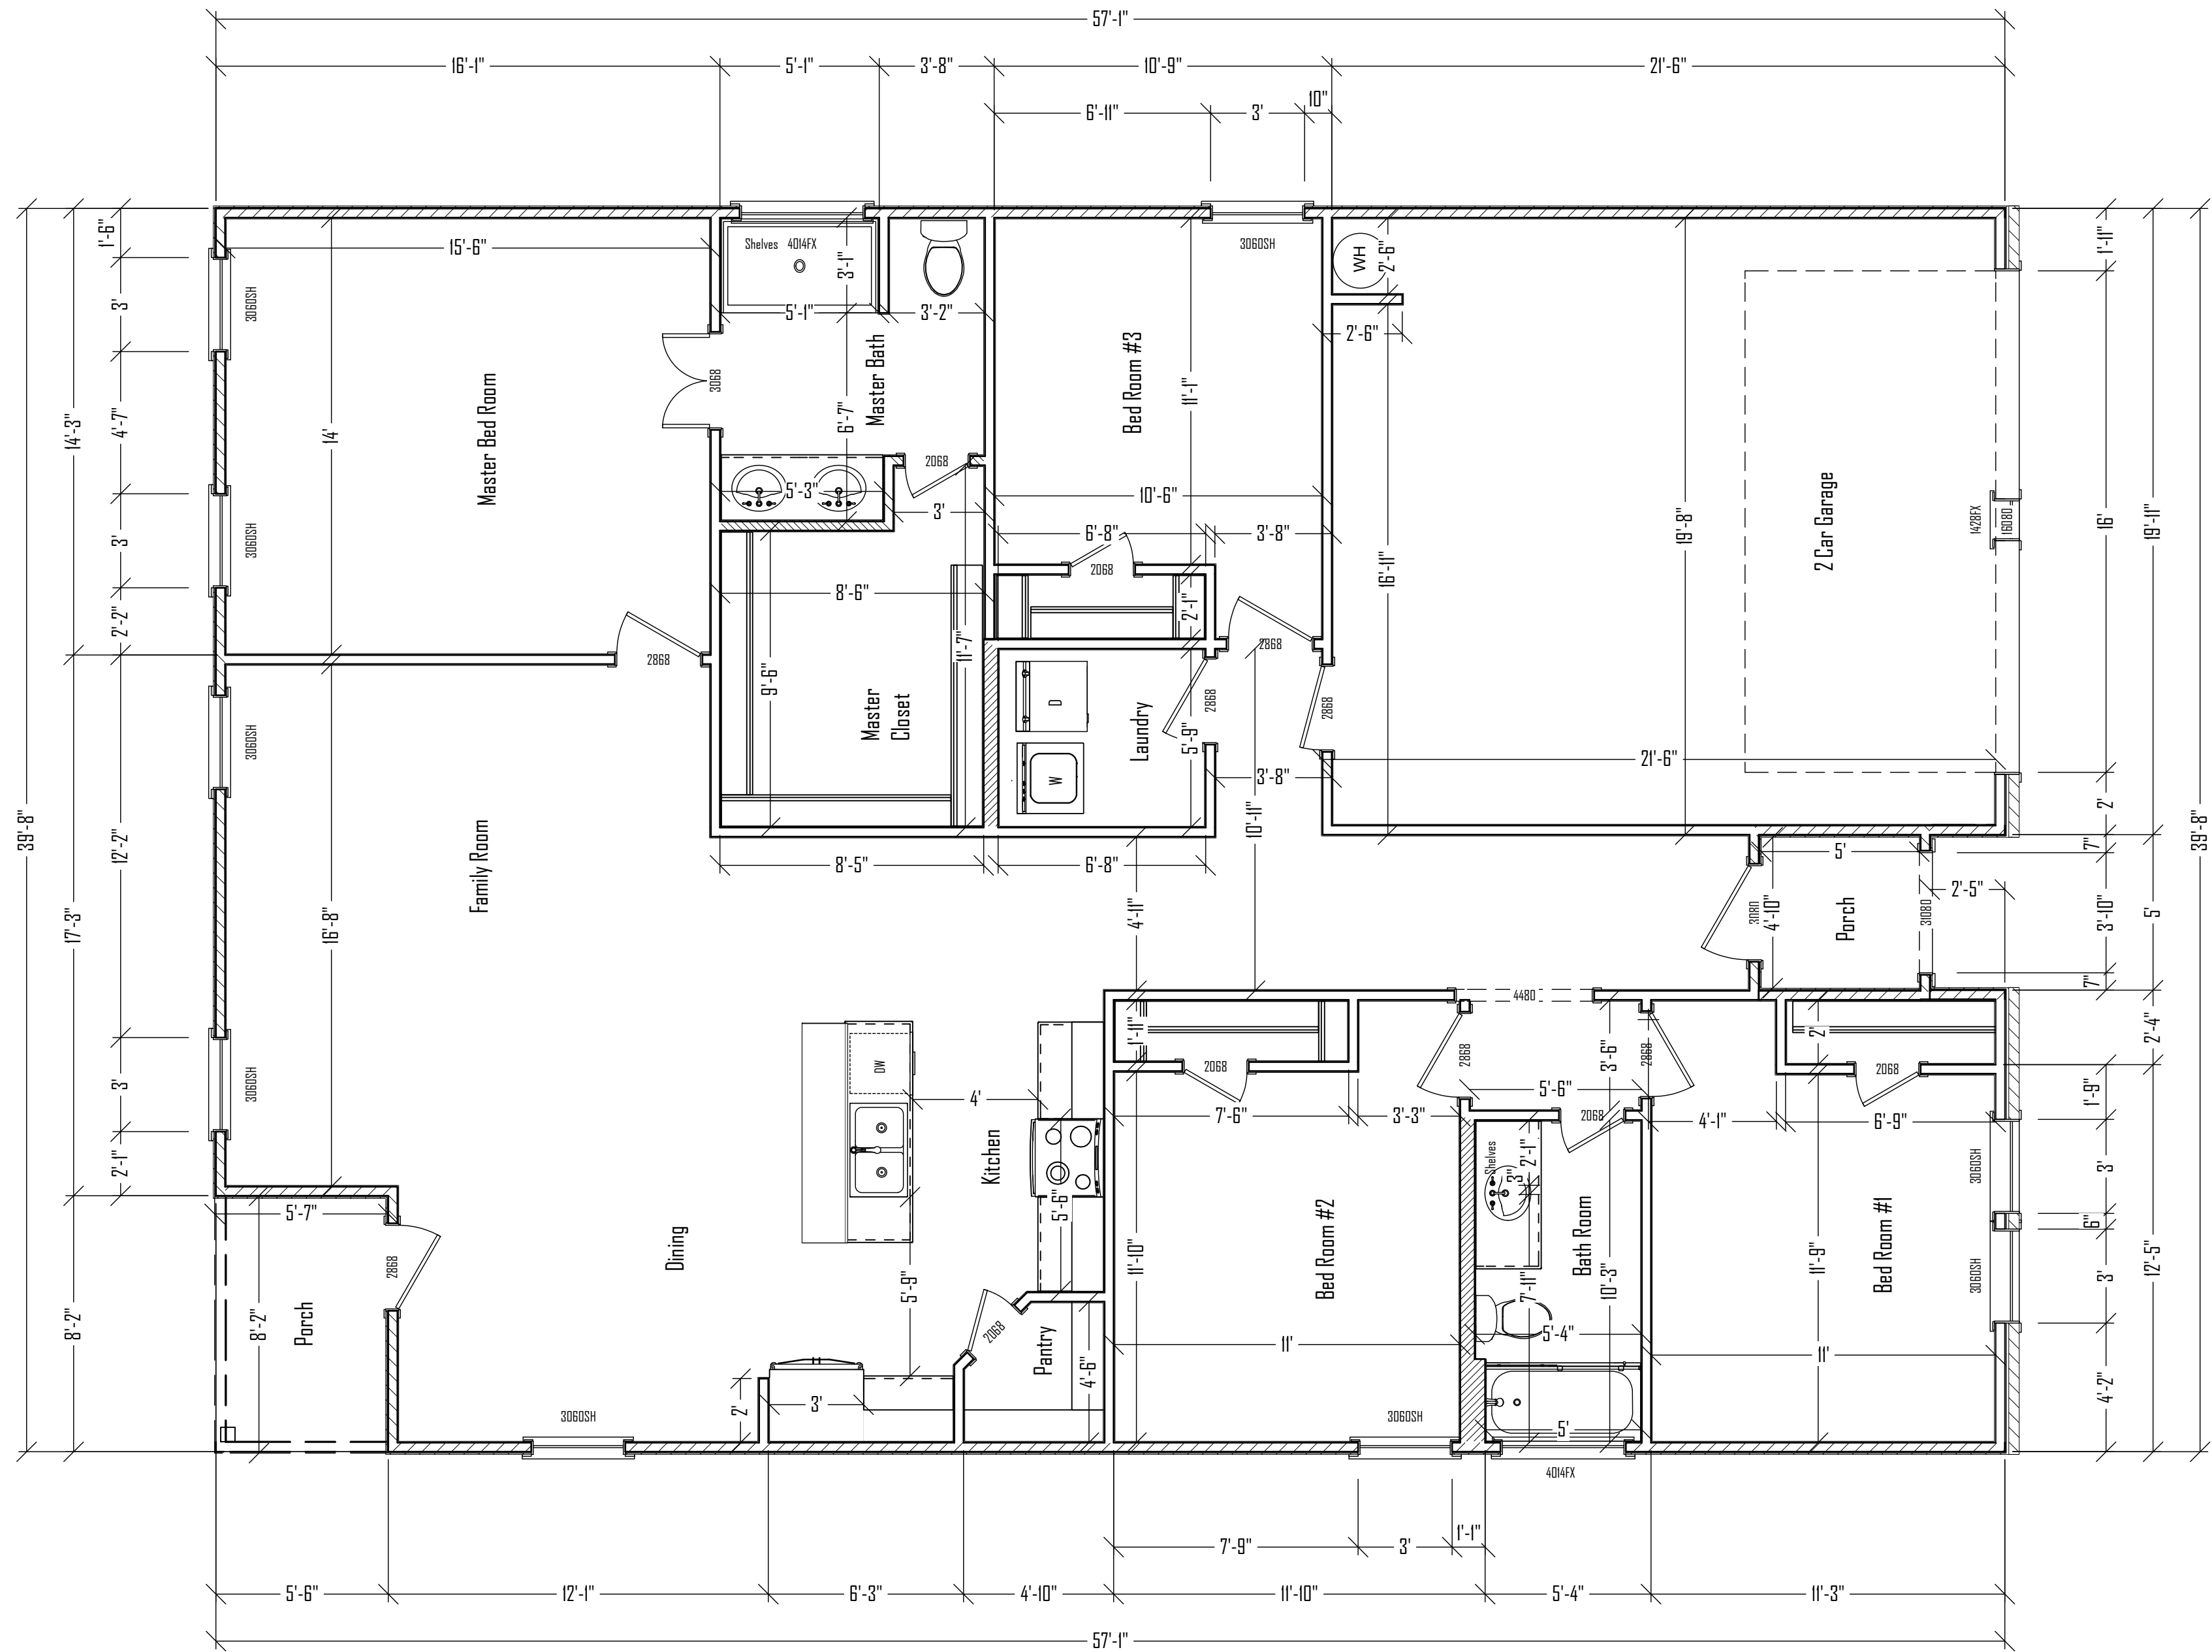 57'-1"
16'-1" 5'-1" 3'-8" 10'-9" 21'-6"
6'-11" 3' 10"
39'-8"
14'-3"
17'-3"
8'-2"
1'-6"
3'
4'-7"
3'
2'-2"
12'-2"
3'
2'-1"
15'-6"
3060SH
3060SH
14'
Master Bed Room
3068
2868
Shelves 4014FX
3'-1"
5'-1"
3'-2"
Master Bath
6'-7"
5'-3"
2068
3'
8'-6"
9'-6"
11'-7"
Master
Closet
8'-5"
3060SH
Bed Room #3
11'-1"
10'-6"
6'-8"
3'-8"
2068
2'-1"
2868
WH
2'-6"
2'-6"
16'-11"
19'-8"
2 Car Garage
21'-6"
1428FX
16080
D
W
Laundry
5'-9"
2868
3'-8"
2868
10'-11"
6'-8"
4'-11"
3060SH
Family Room
16'-8"
3060SH
5'
3080
4'-10"
Porch
31080
2'-5"
1'-11"
16'
2'
7"
3'-10"
7"
1'-9"
3'
6"
3'
4'-2"
19'-11"
5'
2'-4"
12'-5"
39'-8"
DW
4'
Kitchen
5'-6"
5'-9"
Dining
5'-7"
8'-2"
Porch
2868
3060SH
2'
3'
2068
Pantry
4'-6"
1'-11"
2068
7'-6"
3'-3"
11'-10"
Bed Room #2
11'
3060SH
4480
2868
3'-6"
2868
5'-6"
2068
Shelves
2'-1"
3"
7'-11"
Bath Room
10'-3"
5'-4"
5'
4014FX
2'
2068
4'-1"
6'-9"
11'-9"
Bed Room #1
3060SH
3060SH
11'
7'-9" 3' 1'-1"
5'-6" 12'-1" 6'-3" 4'-10" 11'-10" 5'-4" 11'-3"
57'-1"